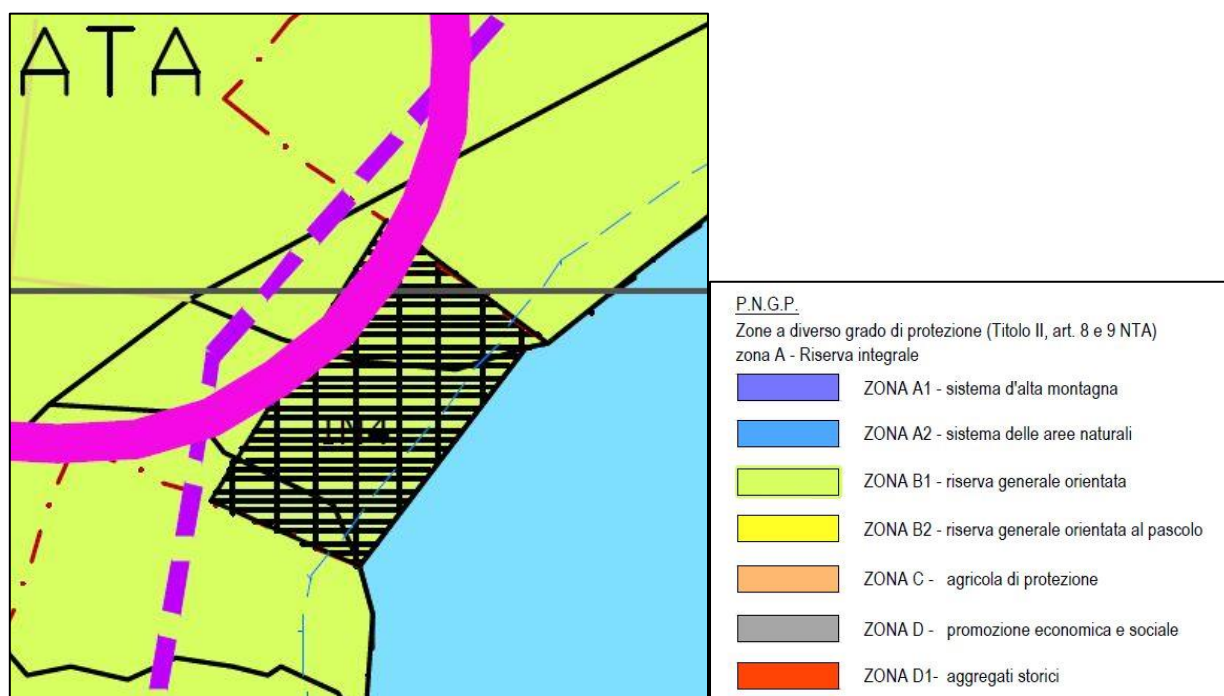 ATA
IN4
P.N.G.P.
Zone a diverso grado di protezione (Titolo II, art. 8 e 9 NTA)
zona A - Riserva integrale
ZONA A1 - sistema d'alta montagna
ZONA A2 - sistema delle aree naturali
ZONA B1 - riserva generale orientata
ZONA B2 - riserva generale orientata al pascolo
ZONA C - agricola di protezione
ZONA D - promozione economica e sociale
ZONA D1- aggregati storici